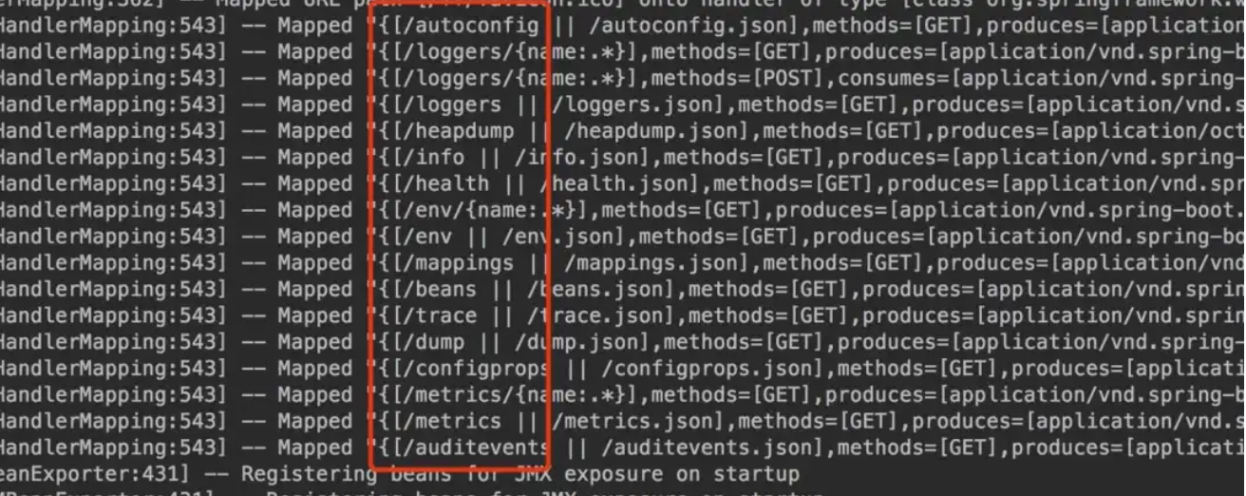 Mapped URL path [/**/favicon.ico] onto handler of type [class org.springframework.w
HandlerMapping:543] -- Mapped "{[/autoconfig || /autoconfig.json],methods=[GET],produces=[application
HandlerMapping:543] -- Mapped "{[/loggers/{name:.*}],methods=[GET],produces=[application/vnd.spring-b
HandlerMapping:543] -- Mapped "{[/loggers/{name:.*}],methods=[POST],consumes=[application/vnd.spring-
HandlerMapping:543] -- Mapped "{[/loggers || /loggers.json],methods=[GET],produces=[application/vnd.s
HandlerMapping:543] -- Mapped "{[/heapdump || /heapdump.json],methods=[GET],produces=[application/oct
HandlerMapping:543] -- Mapped "{[/info || /info.json],methods=[GET],produces=[application/vnd.spring-
HandlerMapping:543] -- Mapped "{[/health || /health.json],methods=[GET],produces=[application/vnd.spr
HandlerMapping:543] -- Mapped "{[/env/{name:.*}],methods=[GET],produces=[application/vnd.spring-boot.
HandlerMapping:543] -- Mapped "{[/env || /env.json],methods=[GET],produces=[application/vnd.spring-bo
HandlerMapping:543] -- Mapped "{[/mappings || /mappings.json],methods=[GET],produces=[application/vnd
HandlerMapping:543] -- Mapped "{[/beans || /beans.json],methods=[GET],produces=[application/vnd.sprin
HandlerMapping:543] -- Mapped "{[/trace || /trace.json],methods=[GET],produces=[application/vnd.sprin
HandlerMapping:543] -- Mapped "{[/dump || /dump.json],methods=[GET],produces=[application/vnd.spring-
HandlerMapping:543] -- Mapped "{[/configprops || /configprops.json],methods=[GET],produces=[applicati
HandlerMapping:543] -- Mapped "{[/metrics/{name:.*}],methods=[GET],produces=[application/vnd.spring-b
HandlerMapping:543] -- Mapped "{[/metrics || /metrics.json],methods=[GET],produces=[application/vnd.s
HandlerMapping:543] -- Mapped "{[/auditevents || /auditevents.json],methods=[GET],produces=[applicati
eanExporter:431] -- Registering beans for JMX exposure on startup
Registering beans for JMX exposure on startup